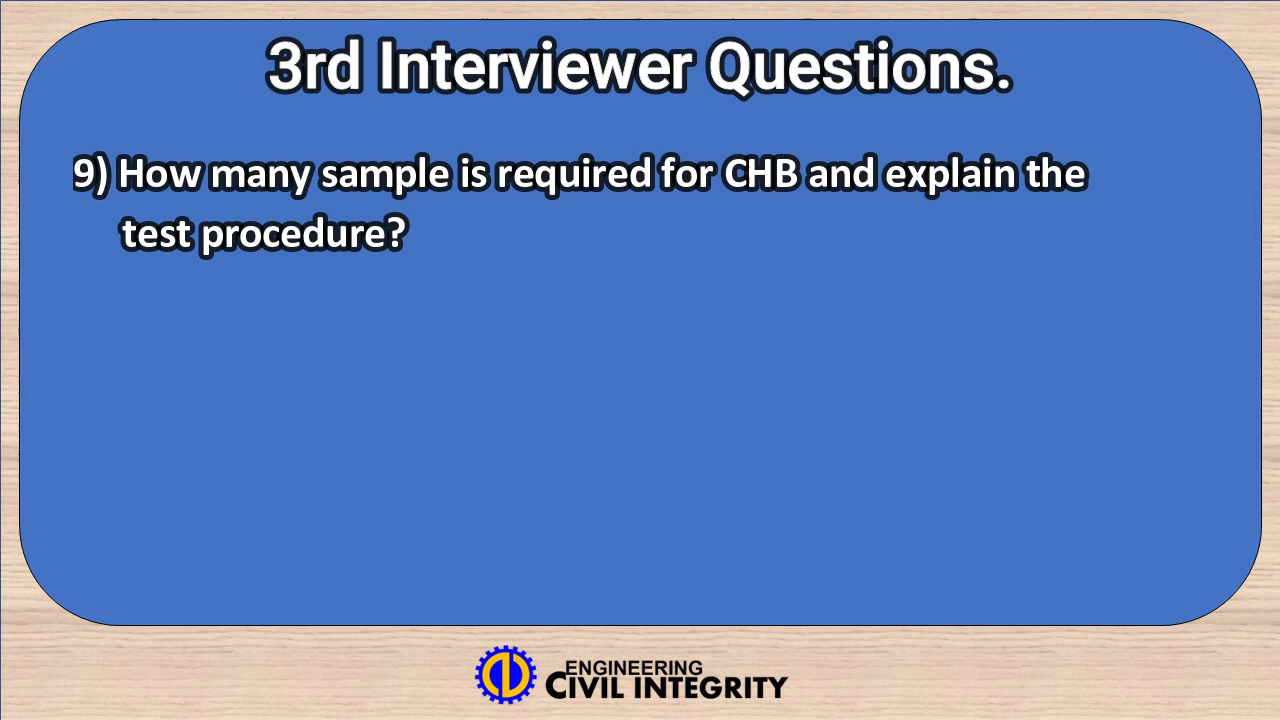 3rd Interviewer Questions.
9) How many sample is required for CHB and explain the
test procedure?
ENGINEERING
CIVIL INTEGRITY